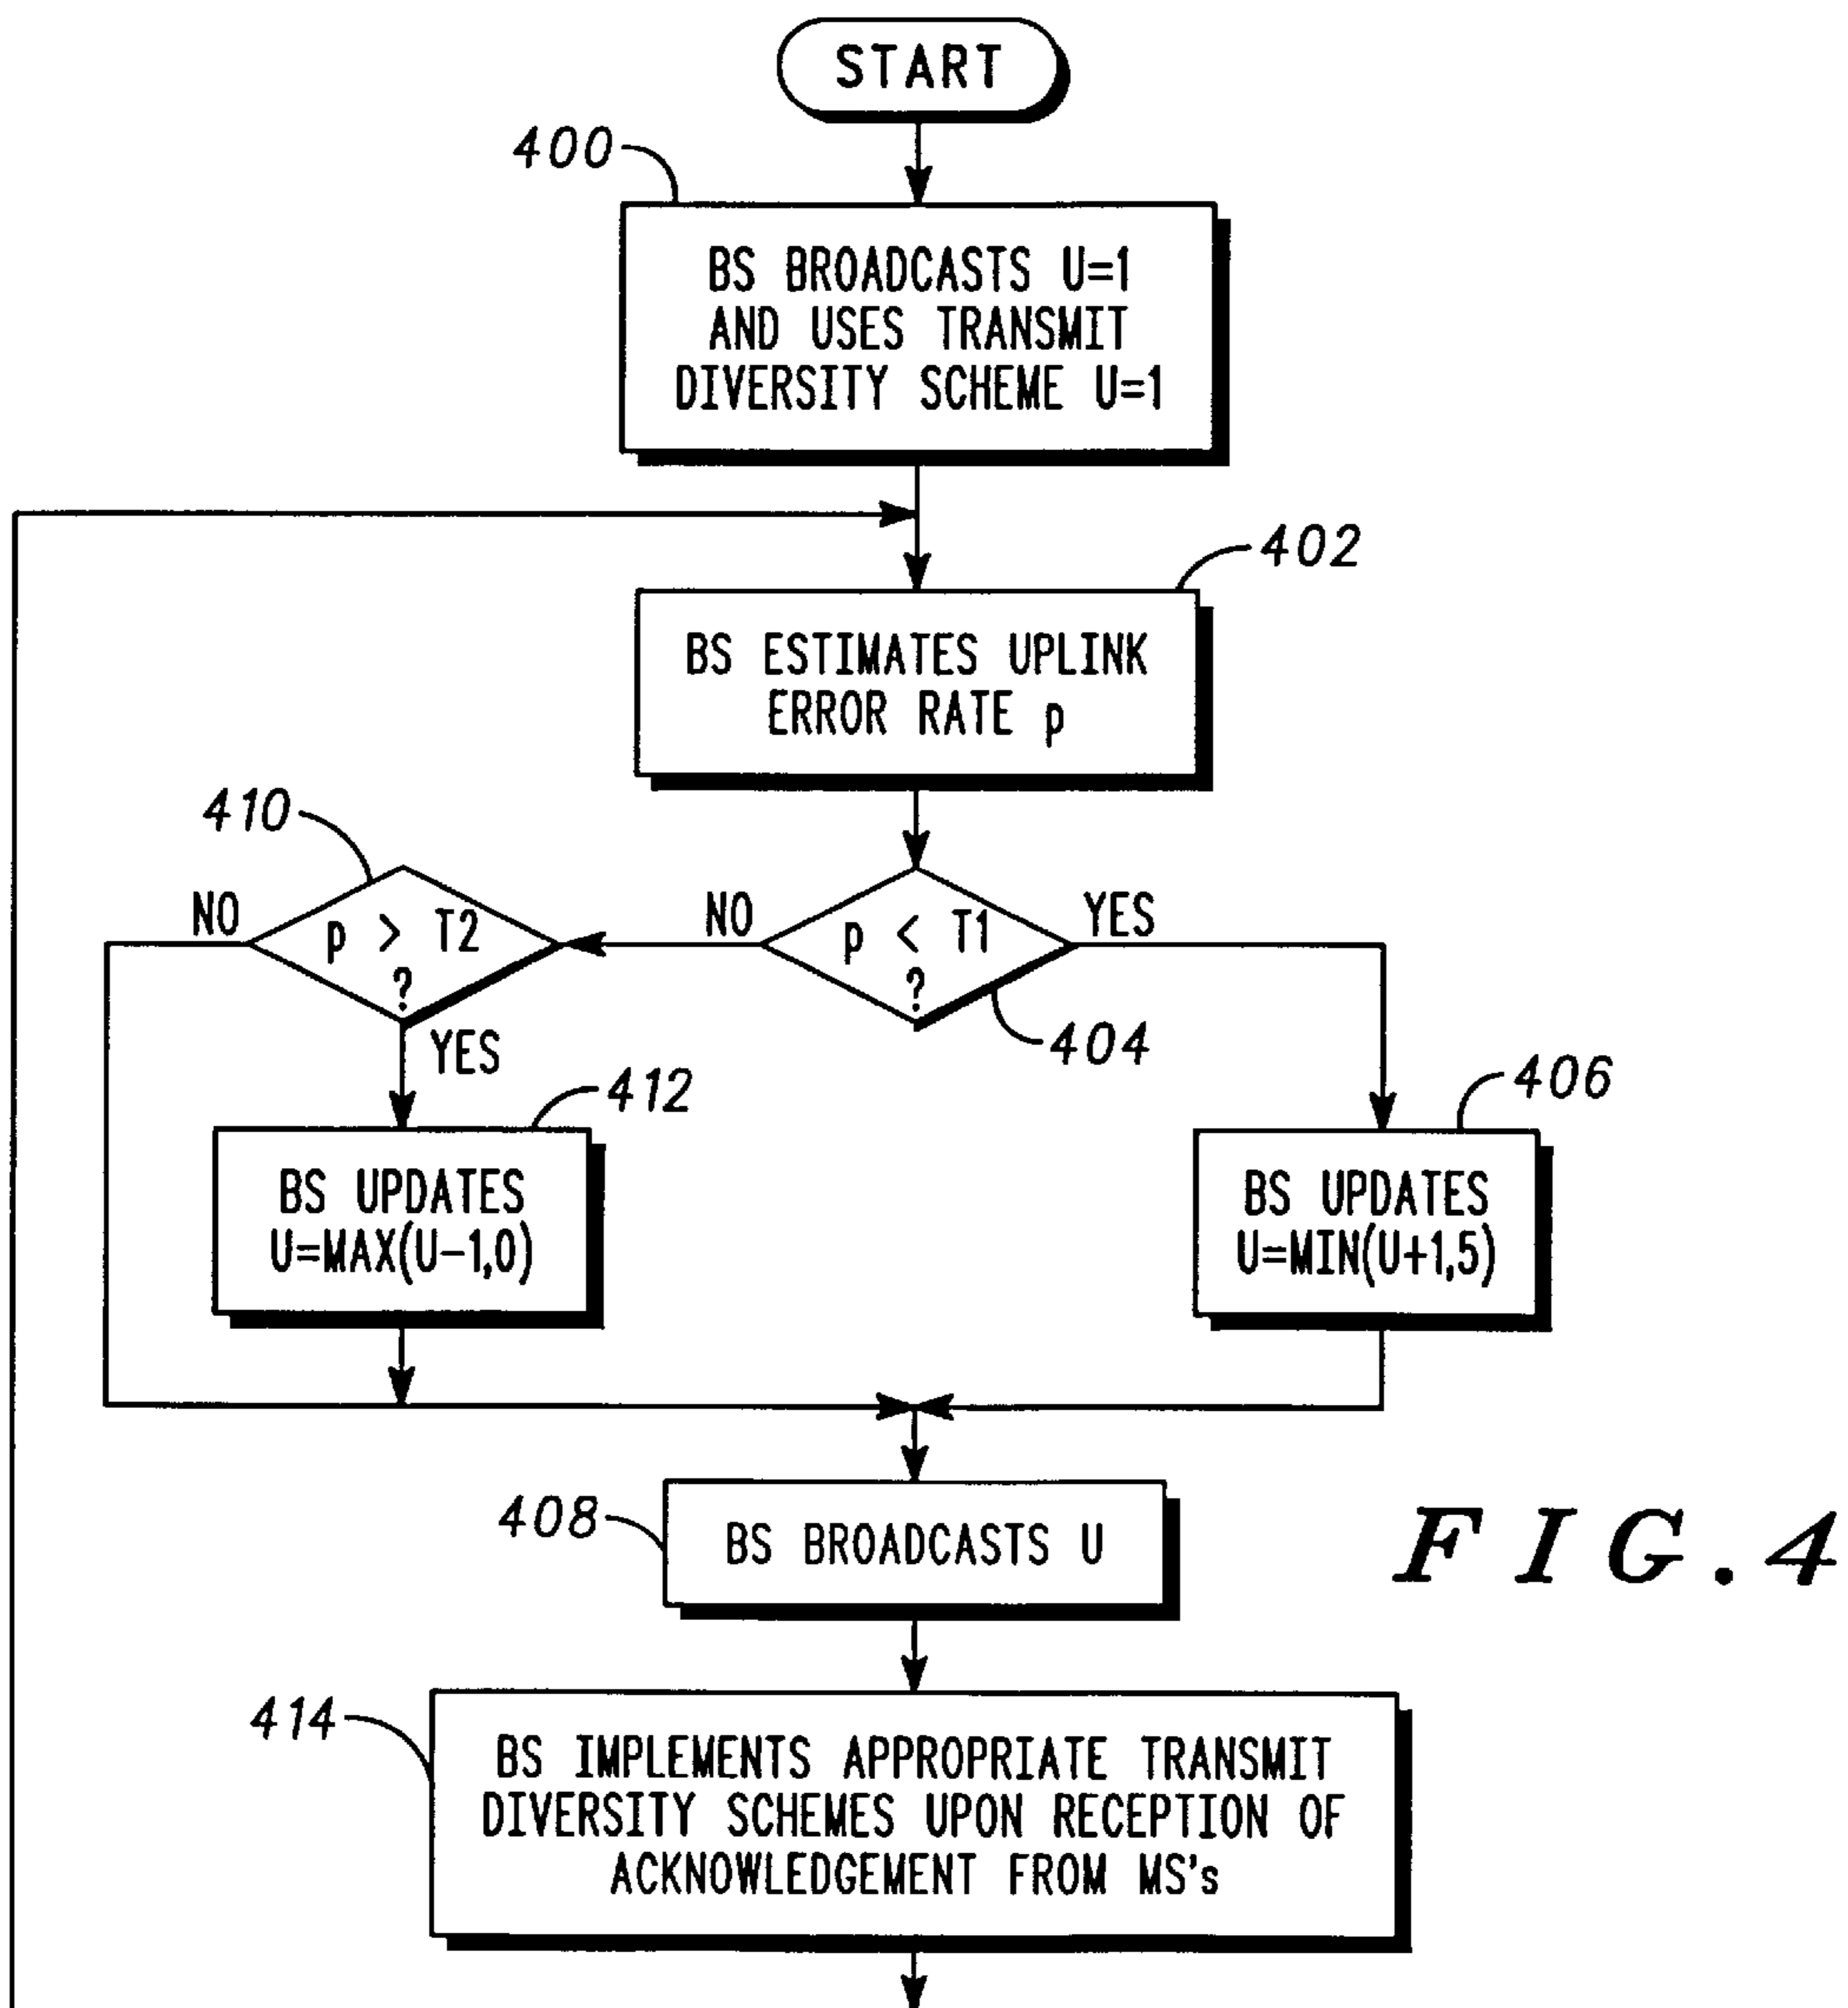 START
400
BS BROADCASTS U=1
AND USES TRANSMIT
DIVERSITY SCHEME U=1
402
BS ESTIMATES UPLINK
ERROR RATE p
410
NO
p > T2
?
YES
NO
p < T1
?
YES
404
412
BS UPDATES
U=MAX(U-1,0)
406
BS UPDATES
U=MIN(U+1,5)
408
BS BROADCASTS U
FIG.4
414
BS IMPLEMENTS APPROPRIATE TRANSMIT
DIVERSITY SCHEMES UPON RECEPTION OF
ACKNOWLEDGEMENT FROM MS's